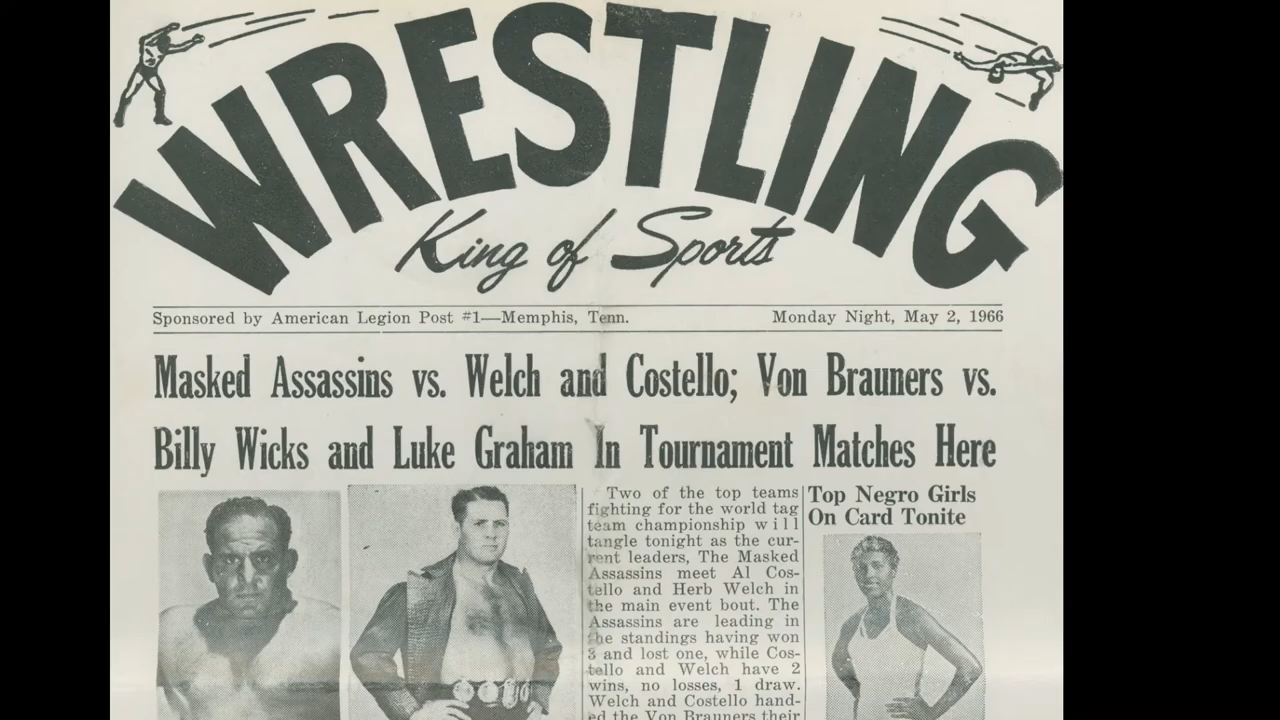 WRESTLING
King of Sports
Sponsored by American Legion Post #1—Memphis, Tenn.
Monday Night, May 2, 1966
Masked Assassins vs. Welch and Costello; Von Brauners vs.
Billy Wicks and Luke Graham In Tournament Matches Here
Two of the top teams
fighting for the world tag
team championship will
tangle tonight as the cur-
rent leaders, The Masked
Assassins meet Al Cos-
tello and Herb Welch in
the main event bout. The
Assassins are leading in
the standings having won
3 and lost one, while Cos-
tello and Welch have 2
wins, no losses, 1 draw.
Welch and Costello hand-
ed the Von Brauners their
Top Negro Girls
On Card Tonite